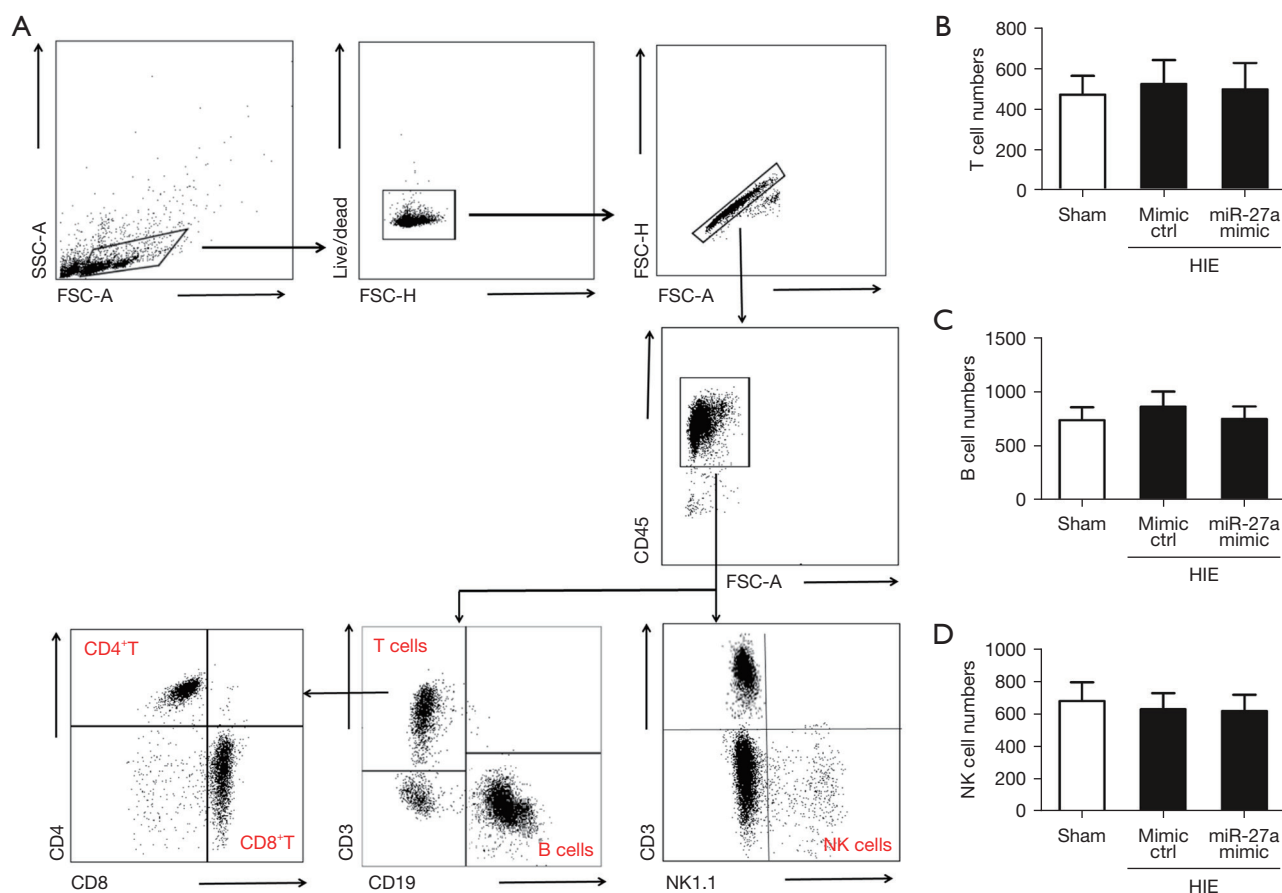 A
SSC-A
FSC-A
Live/dead
FSC-H
FSC-H
FSC-A
CD45
FSC-A
CD4⁺T
CD8⁺T
CD4
CD8
T cells
B cells
CD3
CD19
NK cells
CD3
NK1.1
B
T cell numbers
800
600
400
200
0
Sham
Mimic
ctrl
miR-27a
mimic
HIE
C
B cell numbers
1500
1000
500
0
Sham
Mimic
ctrl
miR-27a
mimic
HIE
D
NK cell numbers
1000
800
600
400
200
0
Sham
Mimic
ctrl
miR-27a
mimic
HIE